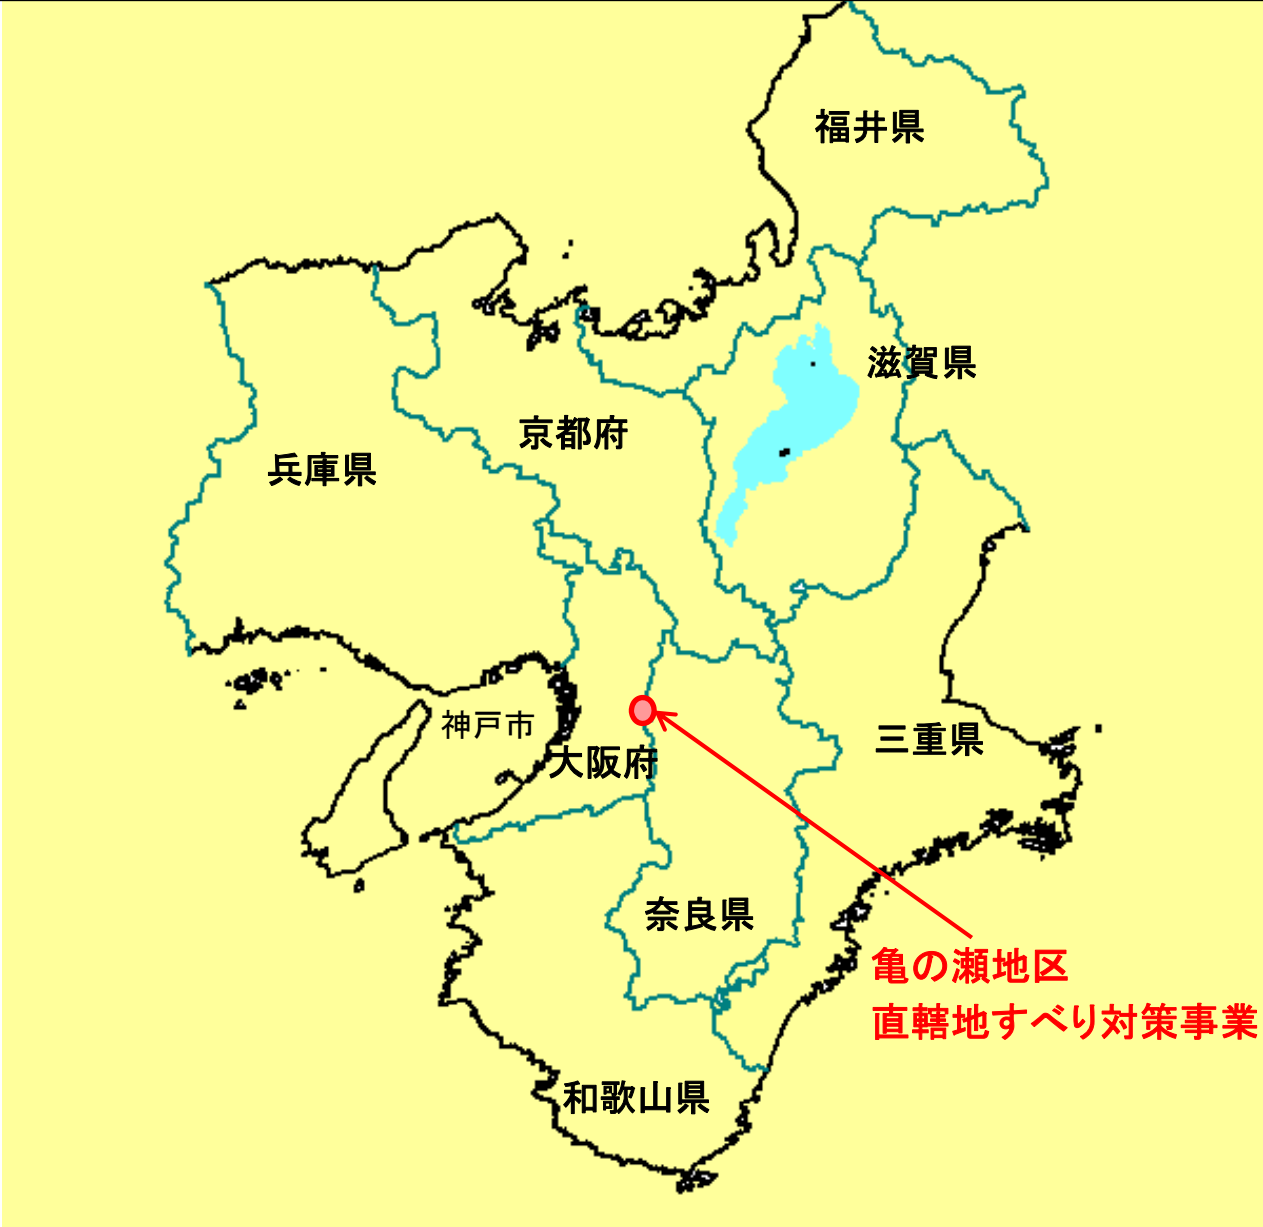 福井県
滋賀県
京都府
兵庫県
神戸市
三重県
大阪府
奈良県
亀の瀬地区
直轄地すべり対策事業
和歌山県